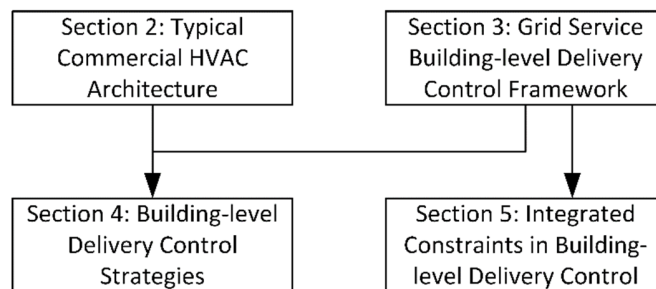 Section 2: Typical
Commercial HVAC
Architecture
Section 3: Grid Service
Building-level Delivery
Control Framework
Section 4: Building-level
Delivery Control
Strategies
Section 5: Integrated
Constraints in Building-
level Delivery Control